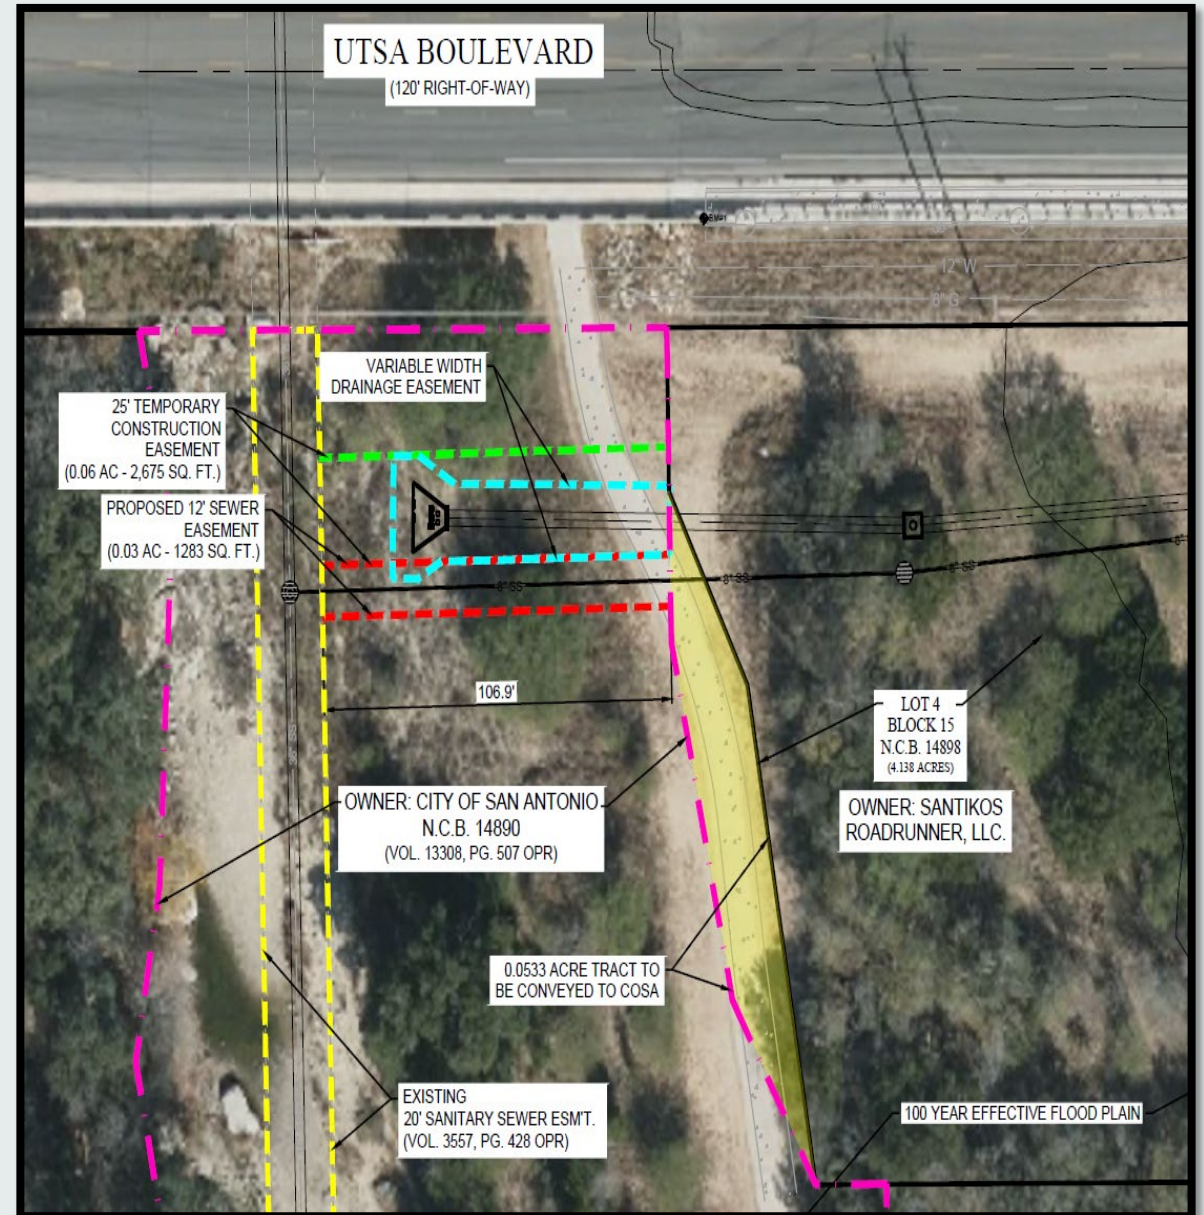 UTSA BOULEVARD
(120' RIGHT-OF-WAY)
BM#1
12" W
8" S
VARIABLE WIDTH
DRAINAGE EASEMENT
25' TEMPORARY
CONSTRUCTION
EASEMENT
(0.06 AC - 2,675 SQ. FT.)
PROPOSED 12' SEWER
EASEMENT
(0.03 AC - 1283 SQ. FT.)
8" SS
8" SS
8" SS
8"
106.9'
LOT 4
BLOCK 15
N.C.B. 14898
(4.138 ACRES)
OWNER: CITY OF SAN ANTONIO
N.C.B. 14890
(VOL. 13308, PG. 507 OPR)
OWNER: SANTIKOS
ROADRUNNER, LLC.
0.0533 ACRE TRACT TO
BE CONVEYED TO COSA
EXISTING
20' SANITARY SEWER ESM'T.
(VOL. 3557, PG. 428 OPR)
100 YEAR EFFECTIVE FLOOD PLAIN